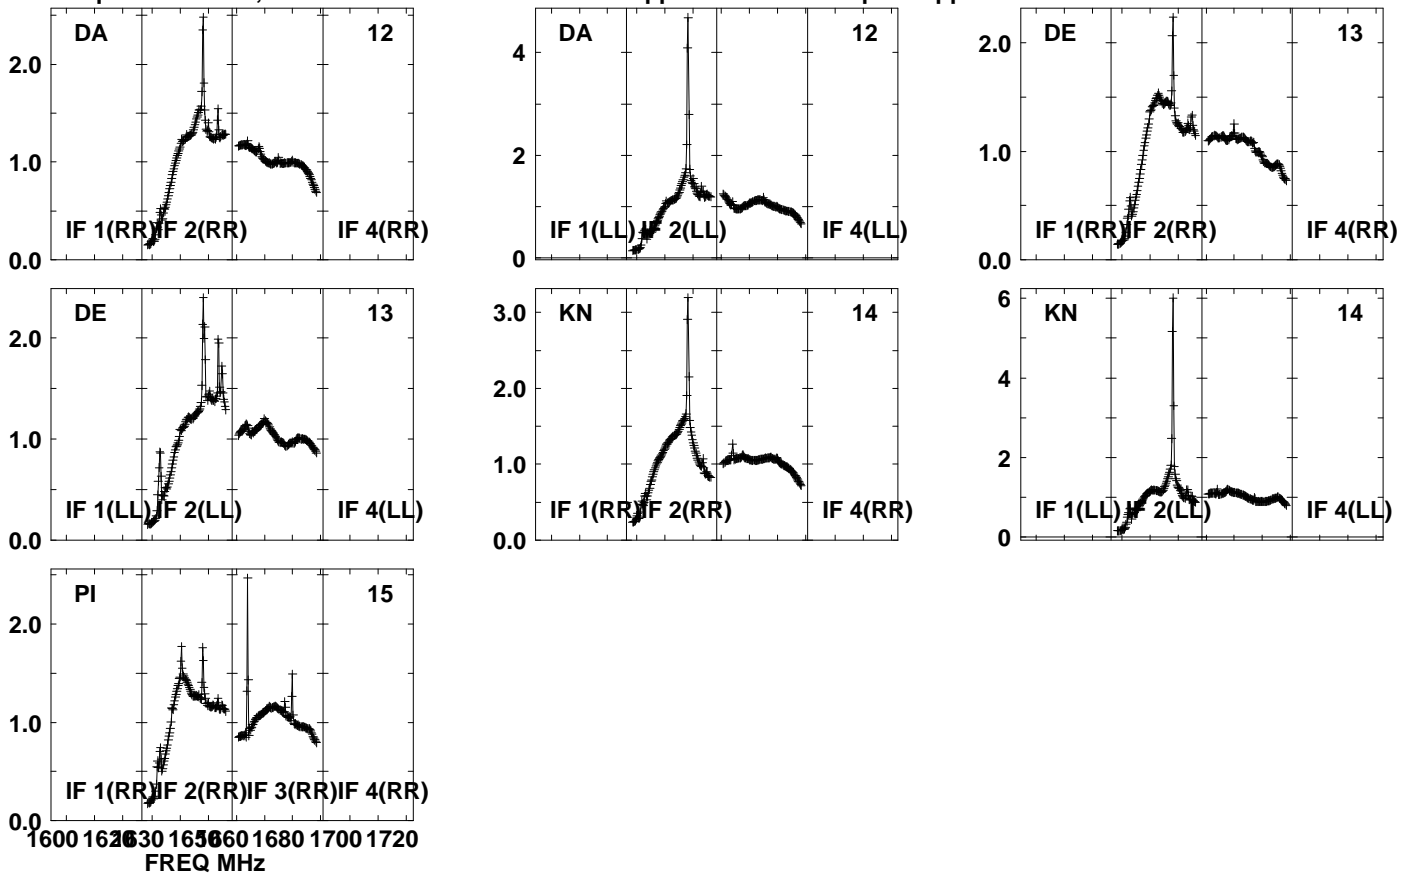 DA 12 DA 12 DE 13
2.0 4 2.0
1.0 2 1.0
IF 1(RR) IF 2(RR) IF 4(RR) IF 1(LL) IF 2(LL) IF 4(LL) IF 1(RR) IF 2(RR) IF 4(RR)
0.0 0 0.0
DE 13 KN 14 KN 14
2.0 3.0 6
2.0 4
1.0 1.0 2
IF 1(LL) IF 2(LL) IF 4(LL) IF 1(RR) IF 2(RR) IF 4(RR) IF 1(LL) IF 2(LL) IF 4(LL)
0.0 0.0 0
PI 15
2.0
1.0
IF 1(RR) IF 2(RR) IF 3(RR) IF 4(RR)
0.0
1600 1630 1680 1700 1720
FREQ MHz